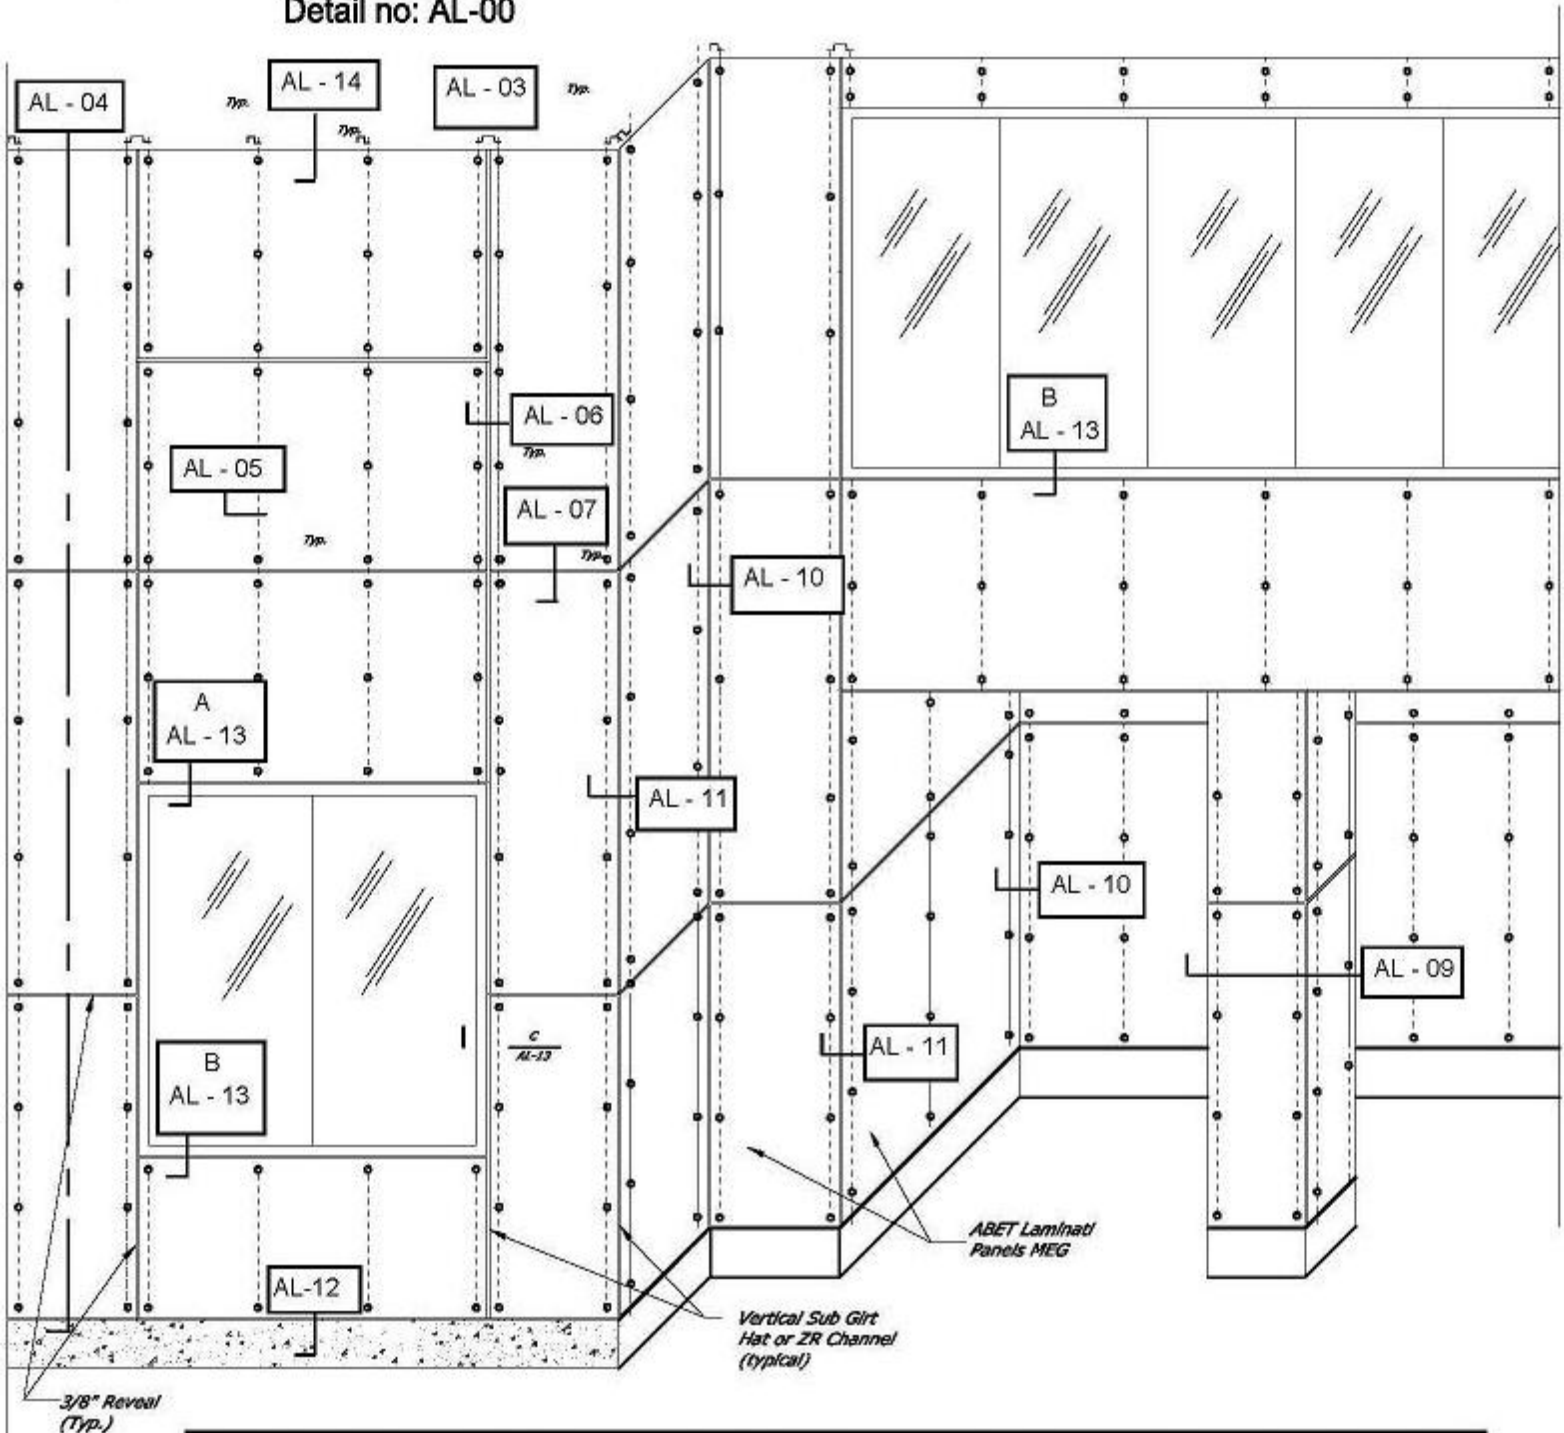 Detail no: AL-00
AL - 04
Typ.
AL - 14
Typ.
AL - 03
Typ.
AL - 06
Typ.
AL - 05
Typ.
AL - 07
Typ.
B
AL - 13
AL - 10
A
AL - 13
AL - 11
AL - 10
AL - 09
C
AL-13
AL - 11
B
AL - 13
ABET Laminati
Panels MEG
AL-12
Vertical Sub Girt
Hat or ZR Channel
(typical)
3/8" Reveal
(Typ.)